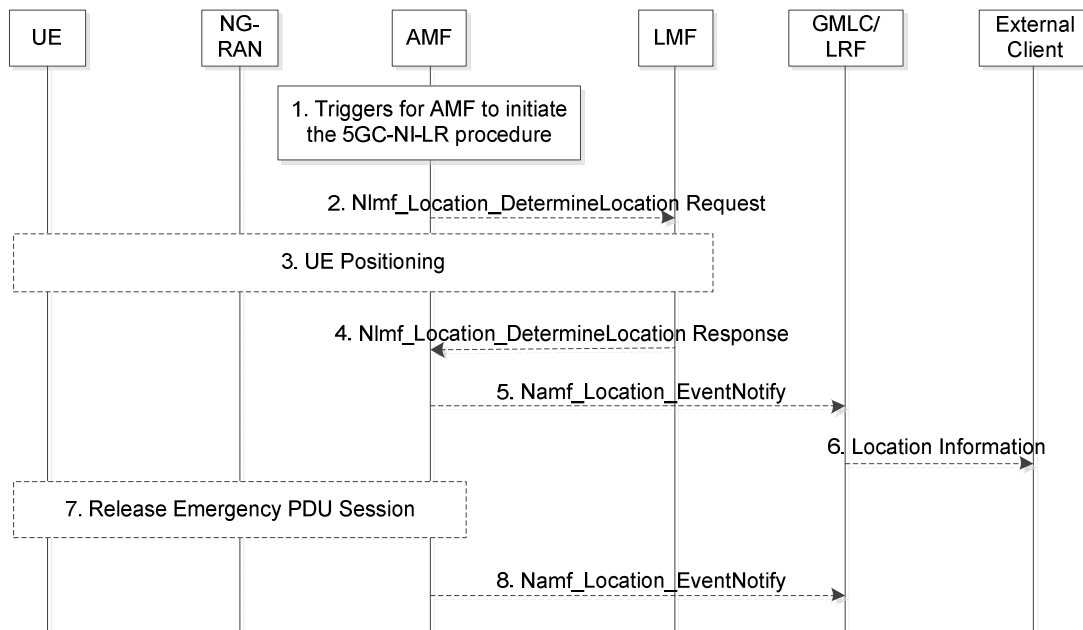 UE
NG-
RAN
AMF
LMF
GMLC/
LRF
External
Client
1. Triggers for AMF to initiate
the 5GC-NI-LR procedure
2. Nlmf_Location_DetermineLocation Request
3. UE Positioning
4. Nlmf_Location_DetermineLocation Response
5. Namf_Location_EventNotify
6. Location Information
7. Release Emergency PDU Session
8. Namf_Location_EventNotify